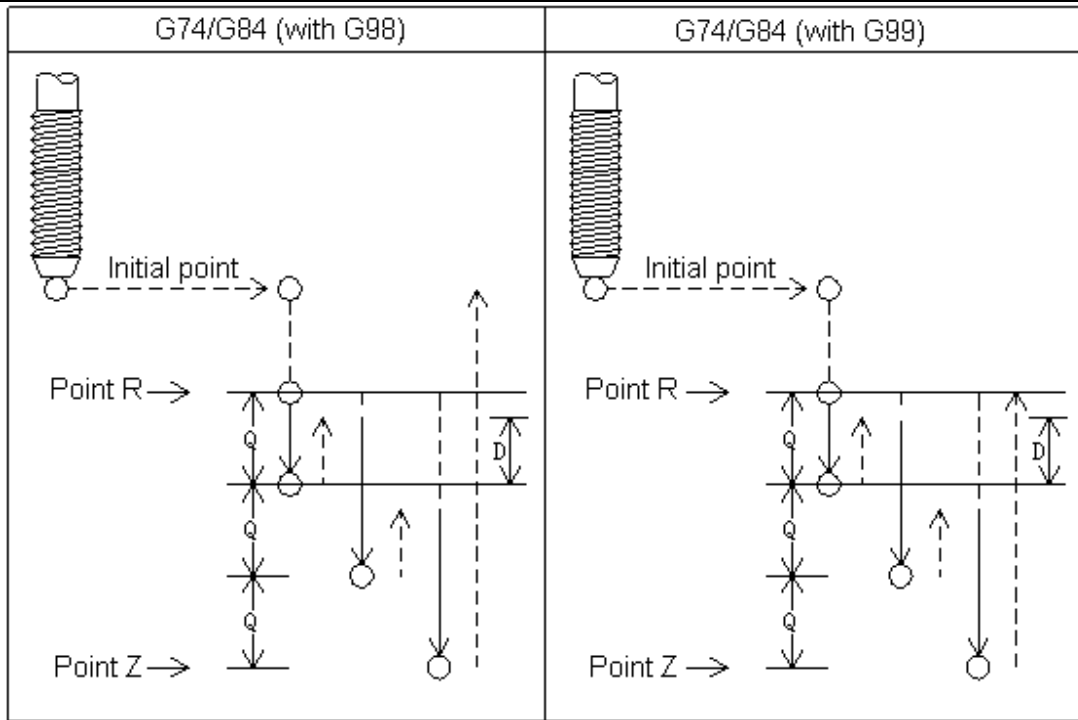 G74/G84 (with G98)
G74/G84 (with G99)
Initial point
Point R
Q
D
Q
Q
Point Z
Initial point
Point R
Q
D
Q
Q
Point Z